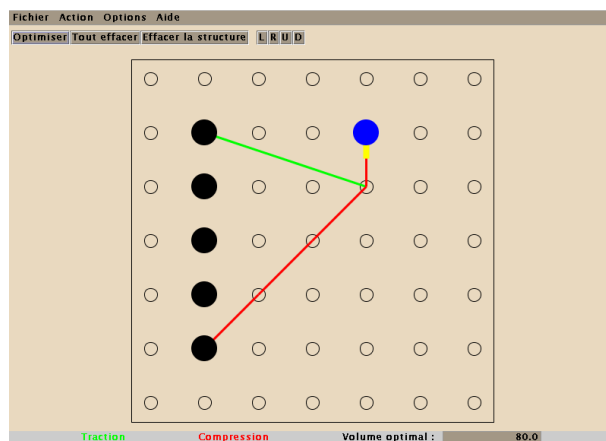 Fichier Action Options Aide
Optimiser Tout effacer Effacer la structure L R U D
Traction Compression Volume optimal : 80.0